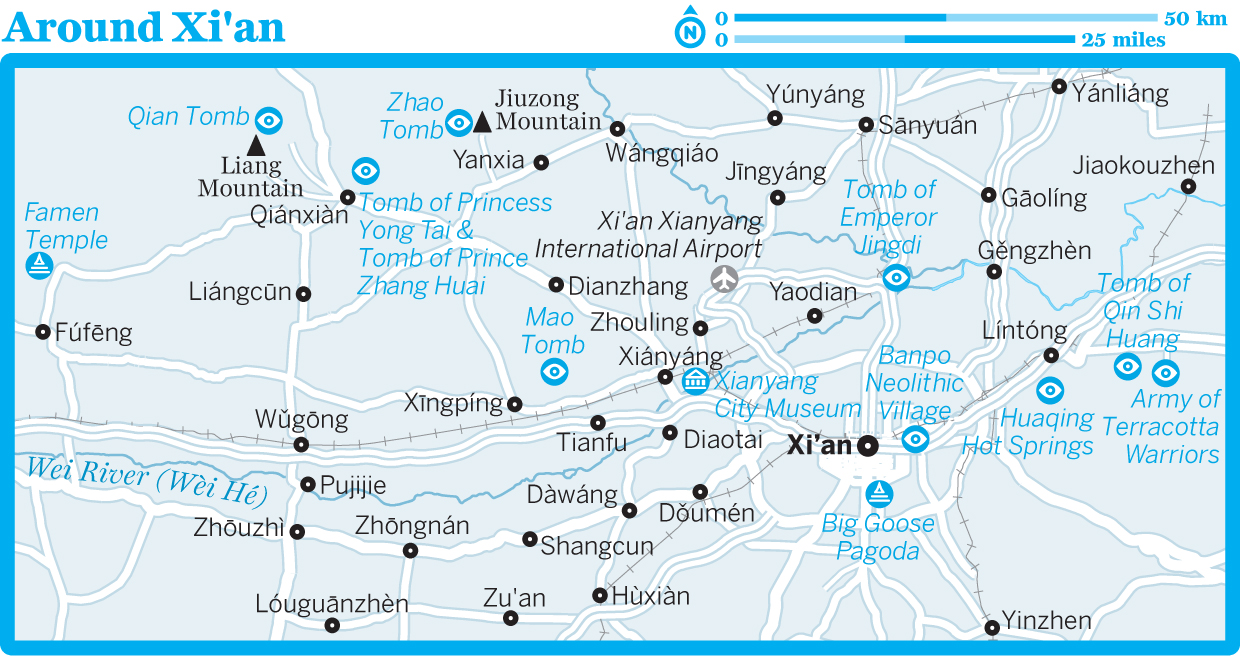 Around Xi'an
N
0
50 km
0
25 miles
Qian Tomb
Liang
Mountain
Zhao
Tomb
Jiuzong
Mountain
Yanxia
Wángqiáo
Yúnyáng
Sānyuán
Yánliáng
Jīngyáng
Jiaokouzhen
Gāolíng
Famen
Temple
Qiánxiàn
Tomb of Princess
Yong Tai &
Tomb of Prince
Zhang Huai
Xi'an Xianyang
International Airport
Tomb of
Emperor
Jingdi
Gěngzhèn
Liángcūn
Dianzhang
Yaodian
Tomb of
Qin Shi
Huang
Fúfēng
Mao
Tomb
Zhouling
Líntóng
Xiányáng
Xianyang
City Museum
Banpo
Neolithic
Village
Huaqing
Hot Springs
Army of
Terracotta
Warriors
Wǔgōng
Xīngpíng
Tianfu
Diaotai
Xi'an
Wei River (Wèi Hé)
Pujijie
Dàwáng
Dǒumén
Big Goose
Pagoda
Zhōuzhì
Zhōngnán
Shangcun
Lóuguānzhèn
Zu'an
Hùxiàn
Yinzhen